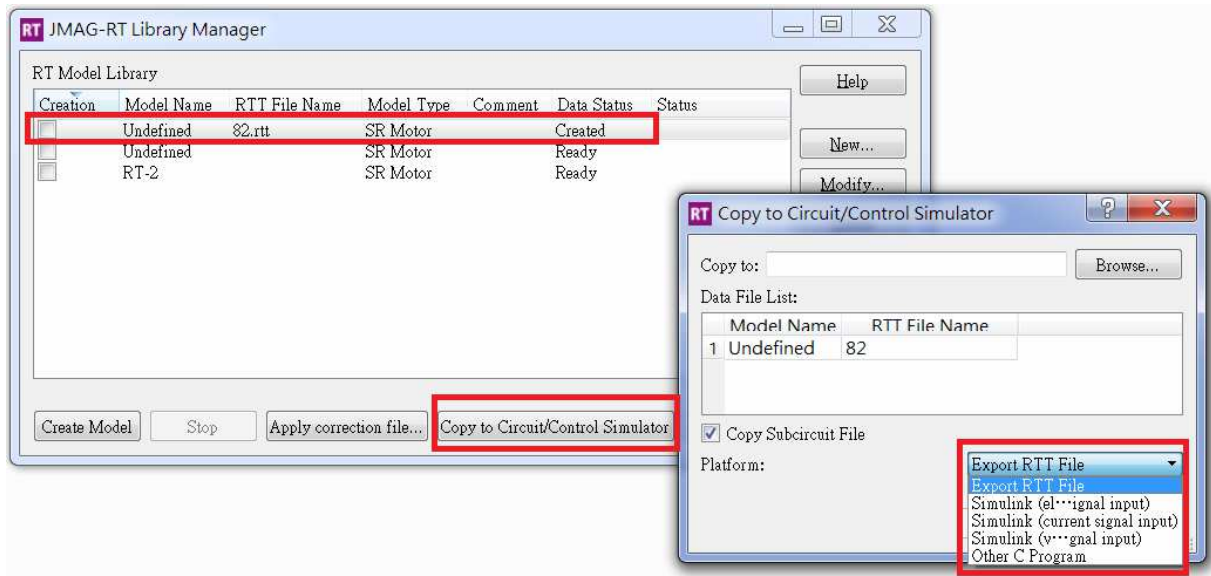 RT JMAG-RT Library Manager
RT Model Library
Creation Model Name RTT File Name Model Type Comment Data Status Status
Undefined 82.rtt SR Motor Created
Undefined SR Motor Ready
RT-2 SR Motor Ready
Help
New...
Modify...
Create Model Stop Apply correction file... Copy to Circuit/Control Simulator
RT Copy to Circuit/Control Simulator
Copy to: Browse...
Data File List:
Model Name RTT File Name
1 Undefined 82
Copy Subcircuit File
Platform: Export RTT File
Export RTT File
Simulink (el⋯ignal input)
Simulink (current signal input)
Simulink (v⋯gnal input)
Other C Program